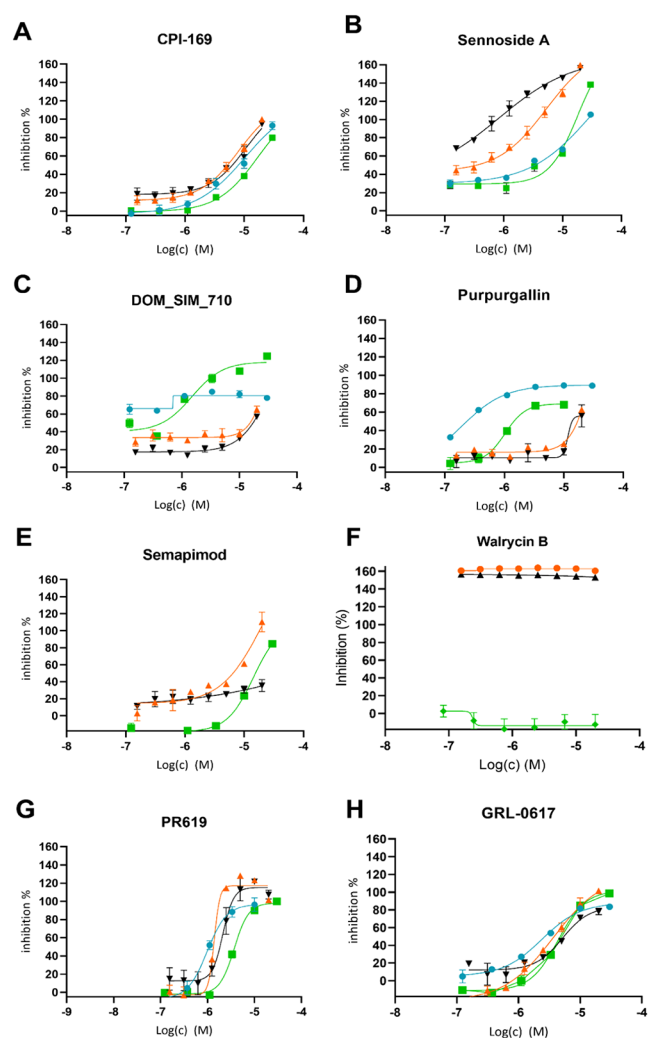 A
CPI-169
inhibition %
160
140
120
100
80
60
40
20
0
-8 -7 -6 -5 -4 -3
Log(c) (M)
B
Sennoside A
inhibition %
160
140
120
100
80
60
40
20
0
-8 -7 -6 -5 -4 -3
Log(c) (M)
C
DOM_SIM_710
inhibition %
160
140
120
100
80
60
40
20
0
-8 -7 -6 -5 -4 -3
Log(c) (M)
D
Purpurgallin
inhibition %
160
140
120
100
80
60
40
20
0
-8 -7 -6 -5 -4 -3
Log(c) (M)
E
Semapimod
inhibition %
160
140
120
100
80
60
40
20
0
-8 -7 -6 -5 -4 -3
Log(c) (M)
F
Walrycin B
Inhibition (%)
160
140
120
100
80
60
40
20
0
-8 -7 -6 -5 -4
Log(c) (M)
G
PR619
inhibition %
160
140
120
100
80
60
40
20
0
-9 -8 -7 -6 -5 -4 -3
Log(c) (M)
H
GRL-0617
inhibition %
160
140
120
100
80
60
40
20
0
-8 -7 -6 -5 -4
Log(c) (M)